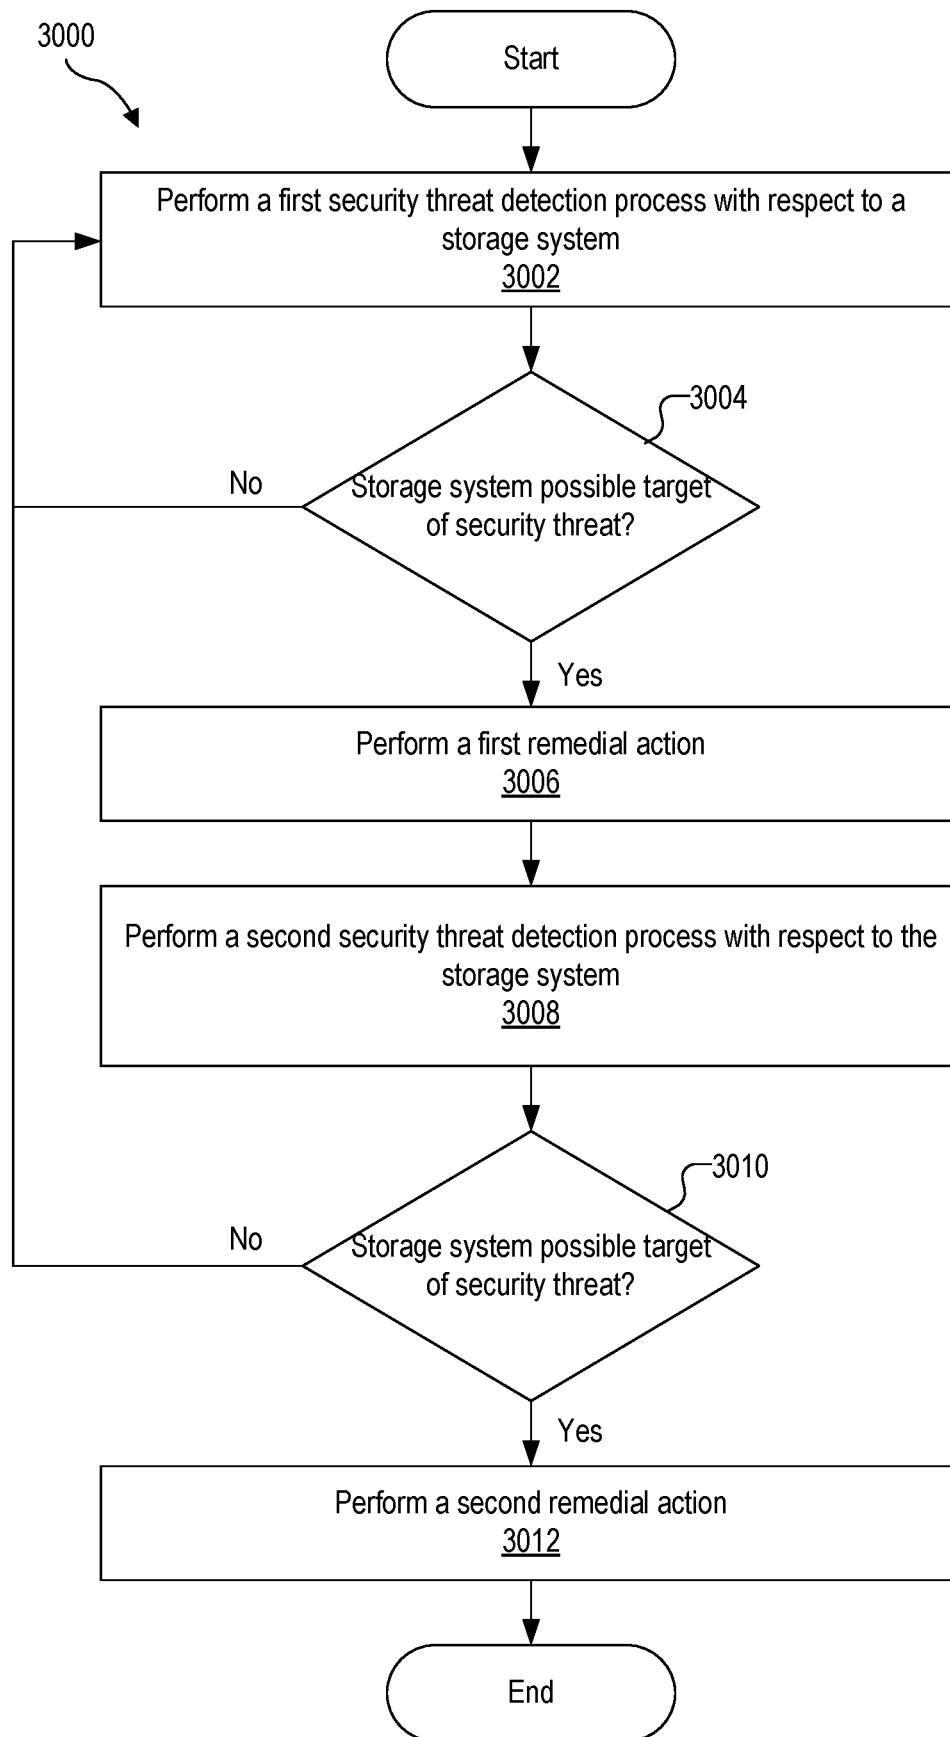 3000
Start
Perform a first security threat detection process with respect to a
storage system
3002
3004
No
Storage system possible target
of security threat?
Yes
Perform a first remedial action
3006
Perform a second security threat detection process with respect to the
storage system
3008
3010
No
Storage system possible target
of security threat?
Yes
Perform a second remedial action
3012
End